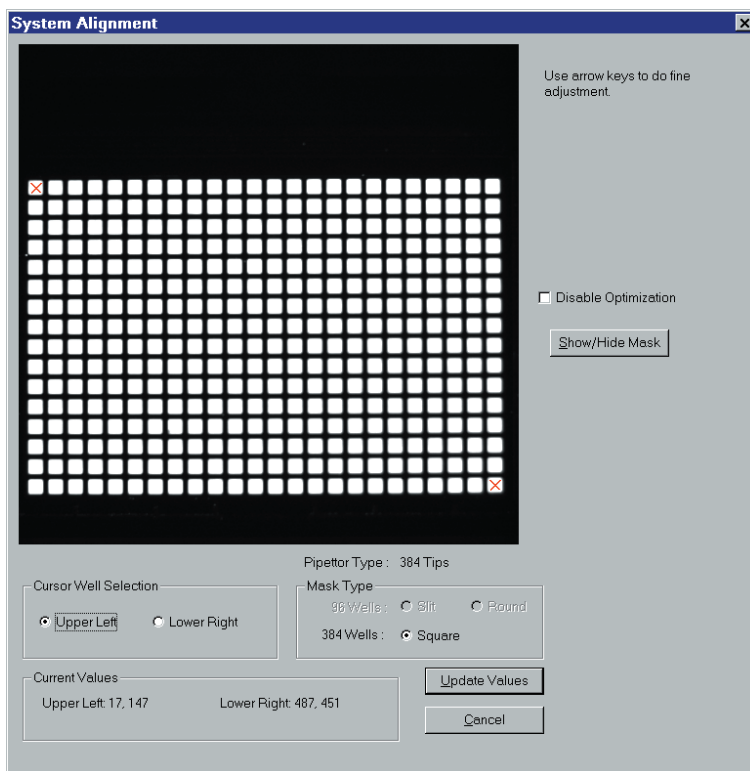 System Alignment
Use arrow keys to do fine
adjustment.
Disable Optimization
Show/Hide Mask
Pipettor Type : 384 Tips
Cursor Well Selection
Upper Left Lower Right
Mask Type
96 Wells : Slit Round
384 Wells : Square
Current Values
Upper Left: 17, 147 Lower Right: 487, 451
Update Values
Cancel